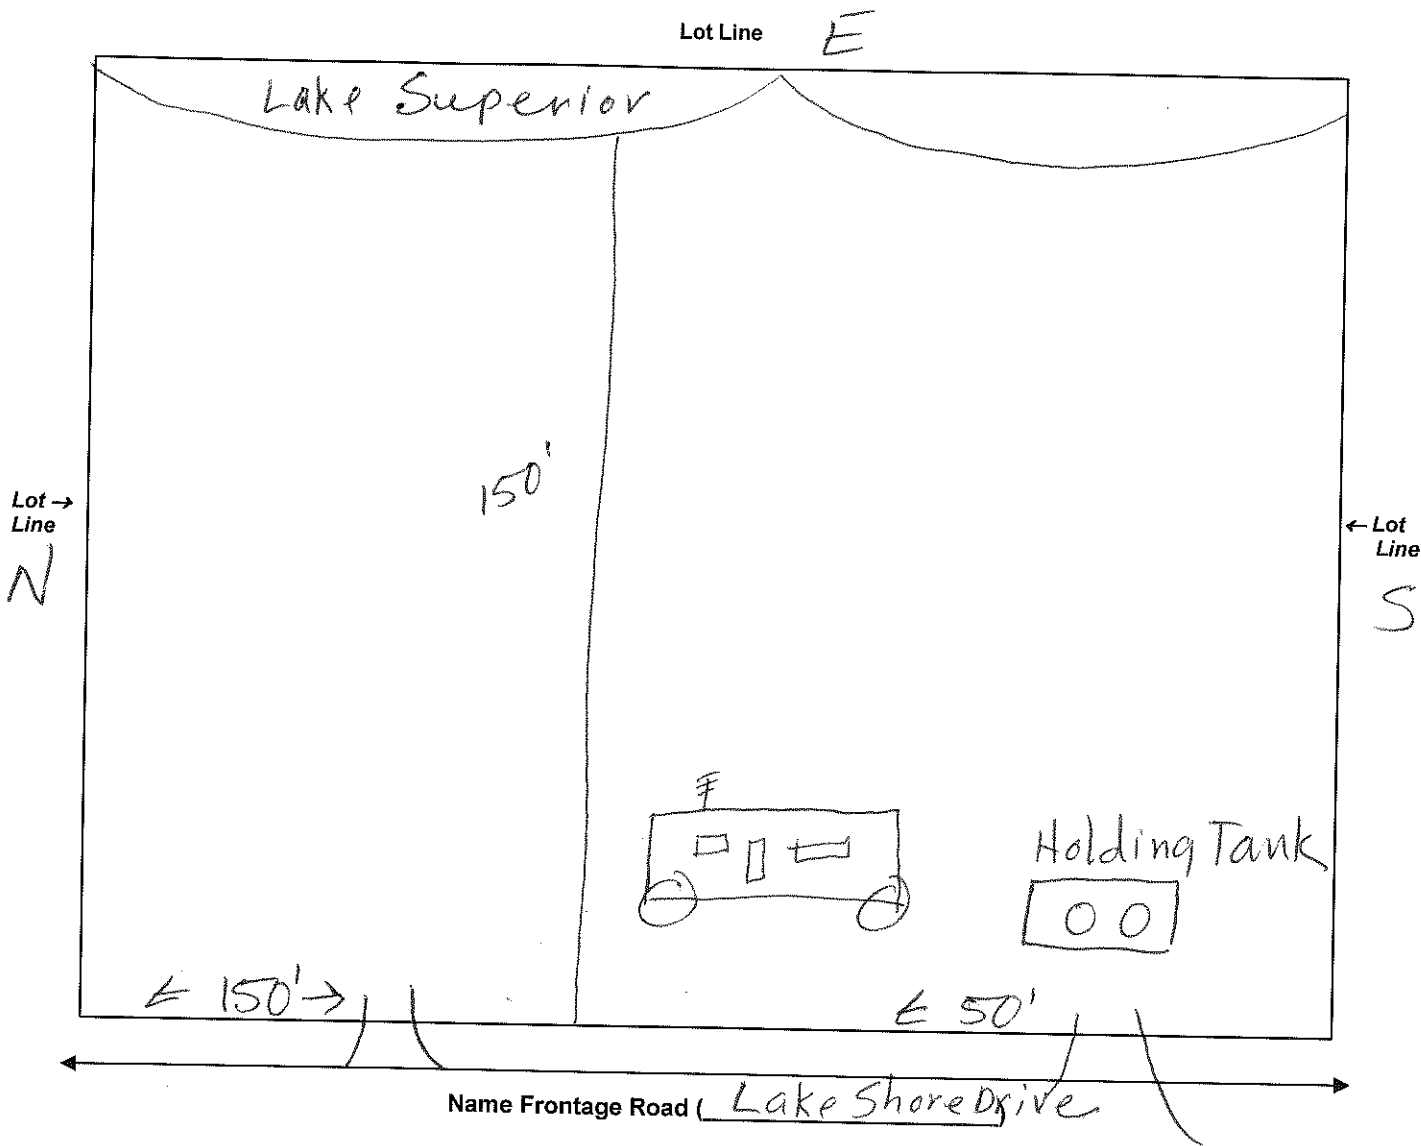 Lot Line E
Lake Superior
150'
Lot →
Line
N
← Lot
Line
S
Holding Tank
← 150' →
← 50'
Name Frontage Road (Lake Shore Drive)